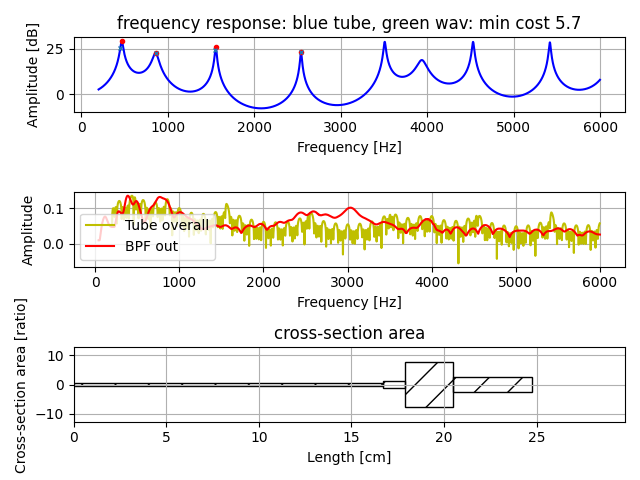 frequency response: blue tube, green wav: min cost 5.7
Amplitude [dB]
25
0
0 1000 2000 3000 4000 5000 6000
Frequency [Hz]
Amplitude
0.1
0.0
Tube overall
BPF out
0 1000 2000 3000 4000 5000 6000
Frequency [Hz]
cross-section area
Cross-section area [ratio]
10
0
−10
0 5 10 15 20 25
Length [cm]